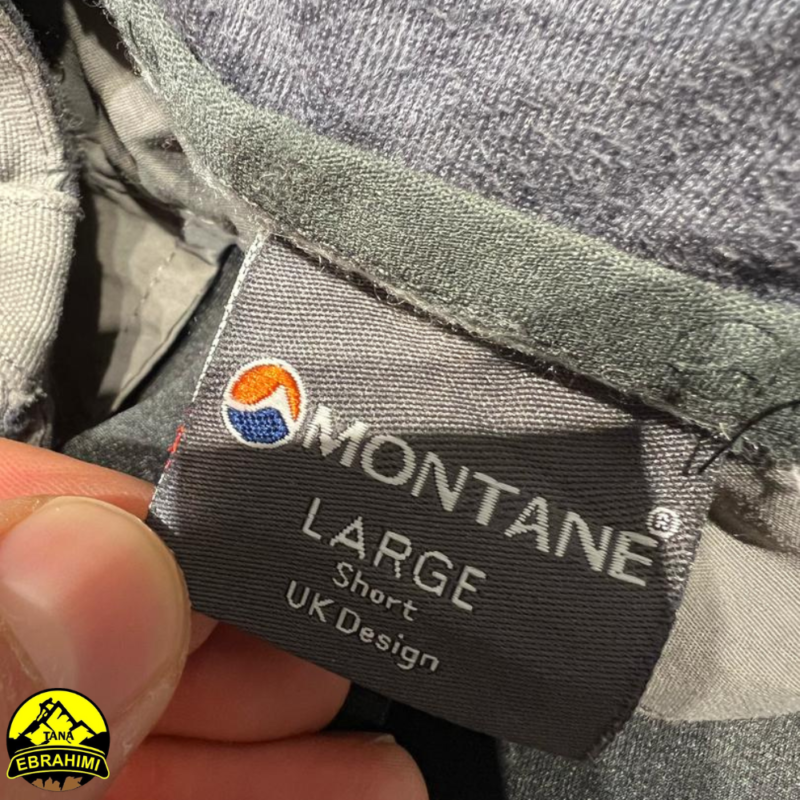 MONTANE®
LARGE
Short
UK Design
TANA
EBRAHIMI